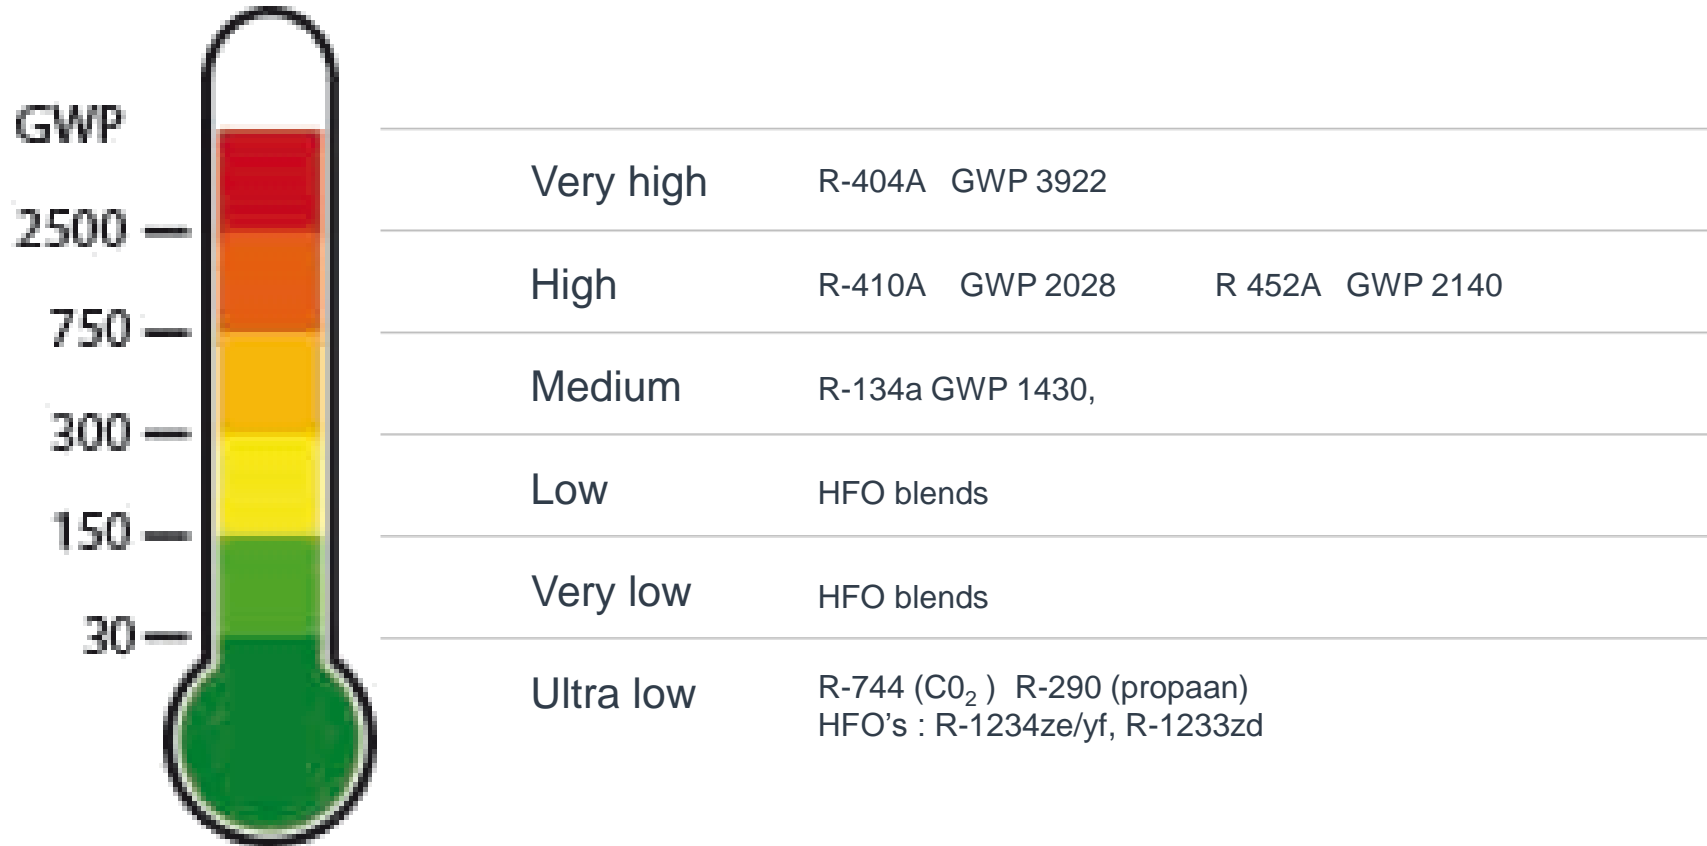 GWP
Very high R-404A GWP 3922
2500
High R-410A GWP 2028 R 452A GWP 2140
750
Medium R-134a GWP 1430,
300
Low HFO blends
150
Very low HFO blends
30
Ultra low R-744 (C0₂ ) R-290 (propaan)
HFO’s : R-1234ze/yf, R-1233zd